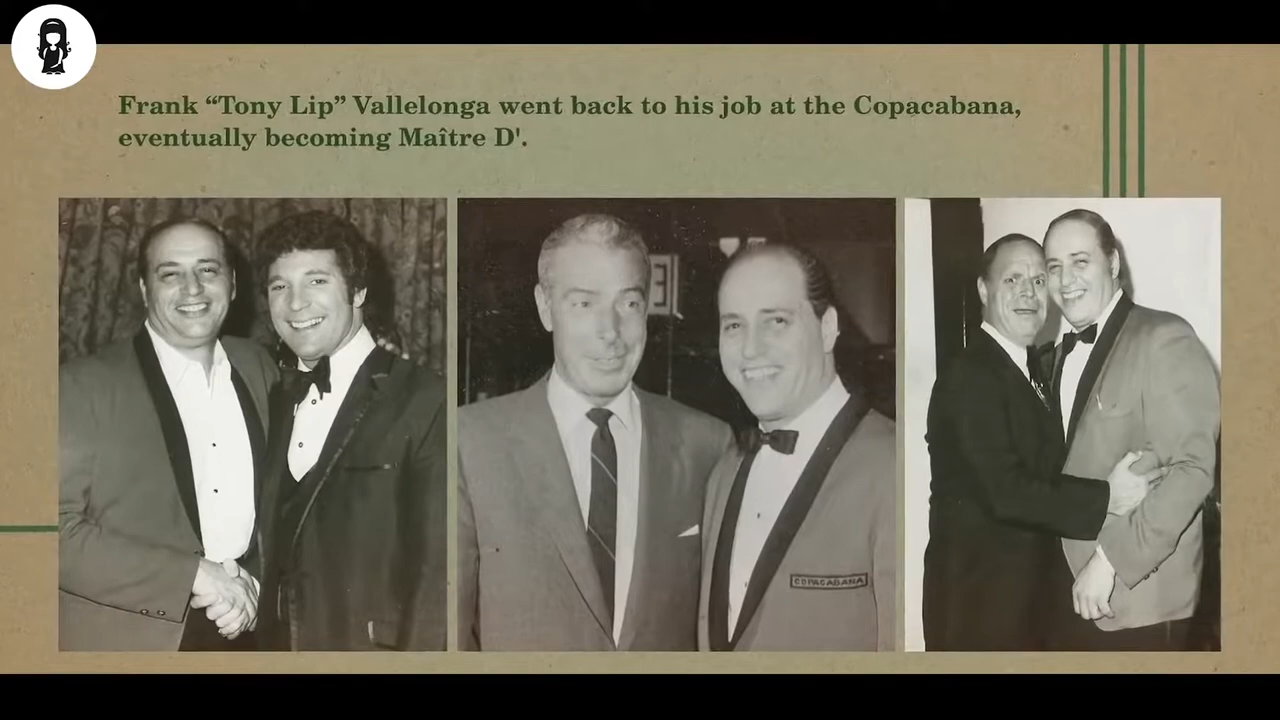 Frank “Tony Lip” Vallelonga went back to his job at the Copacabana,
eventually becoming Maître D'.
COPACABANA